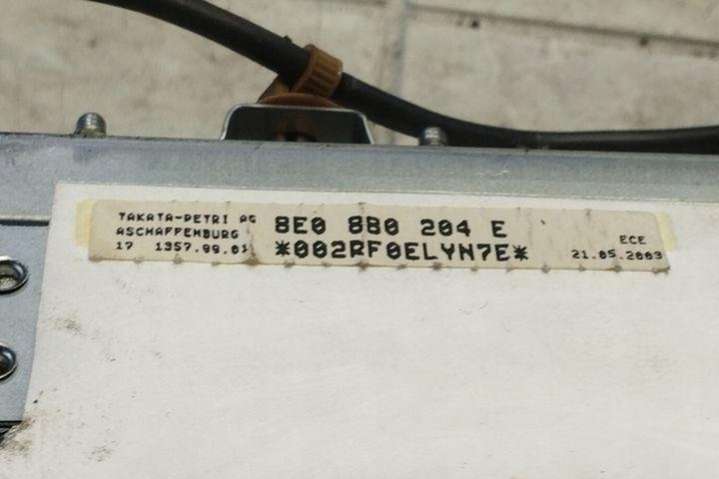 TAKATA-PETRI AG
ASCHAFFENBURG
17 1357.99.01
8E0 880 204 E
*002RF0ELYN7E*
ECE
21.05.2003